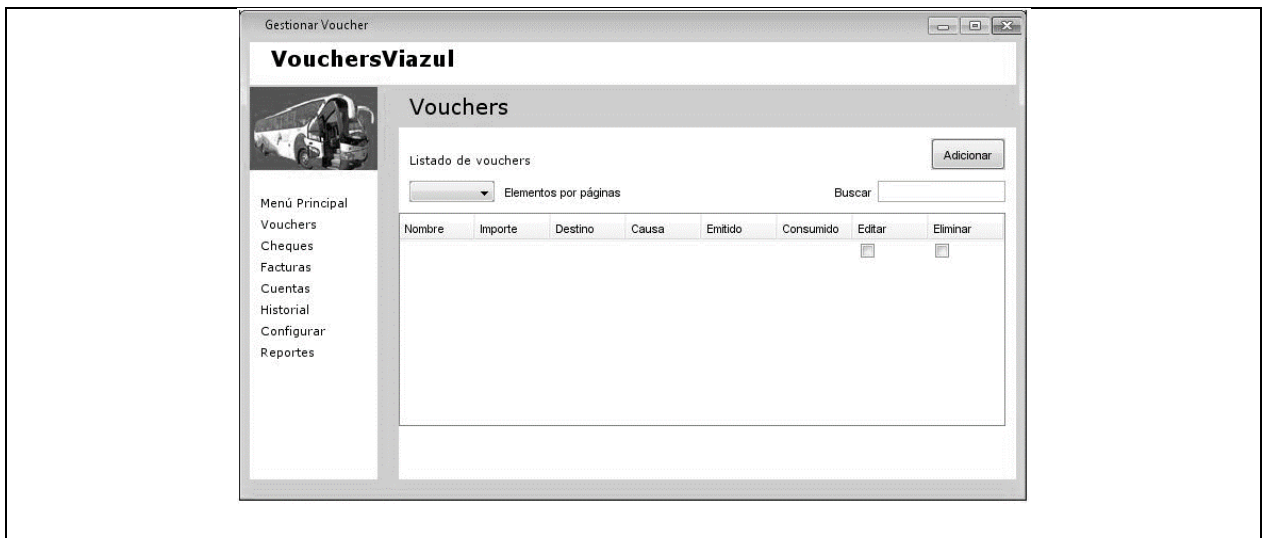 Gestionar Voucher
VouchersViazul
Vouchers
Listado de vouchers
Adicionar
Elementos por páginas
Buscar
Nombre Importe Destino Causa Emitido Consumido Editar Eliminar
Menú Principal
Vouchers
Cheques
Facturas
Cuentas
Historial
Configurar
Reportes